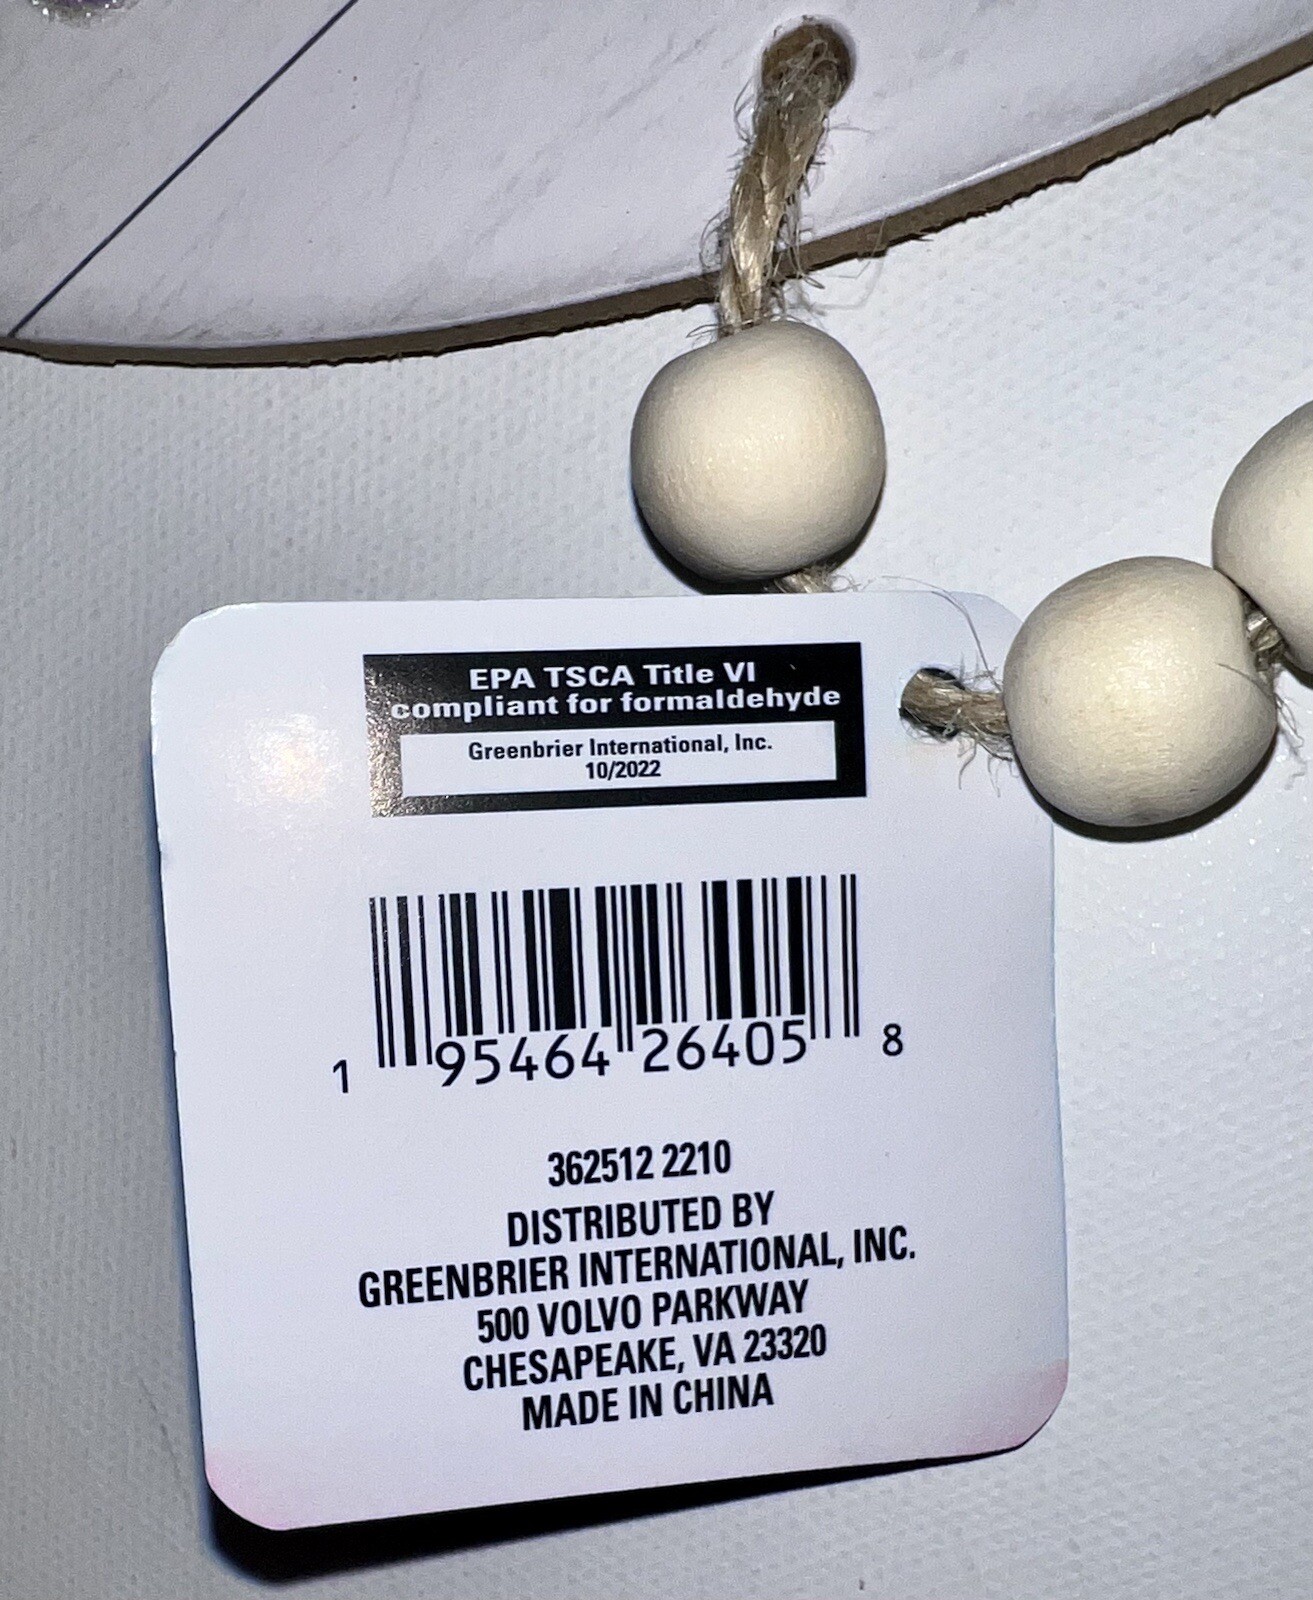 EPA TSCA Title VI
compliant for formaldehyde
Greenbrier International, Inc.
10/2022
1 95464 26405 8
362512 2210
DISTRIBUTED BY
GREENBRIER INTERNATIONAL, INC.
500 VOLVO PARKWAY
CHESAPEAKE, VA 23320
MADE IN CHINA